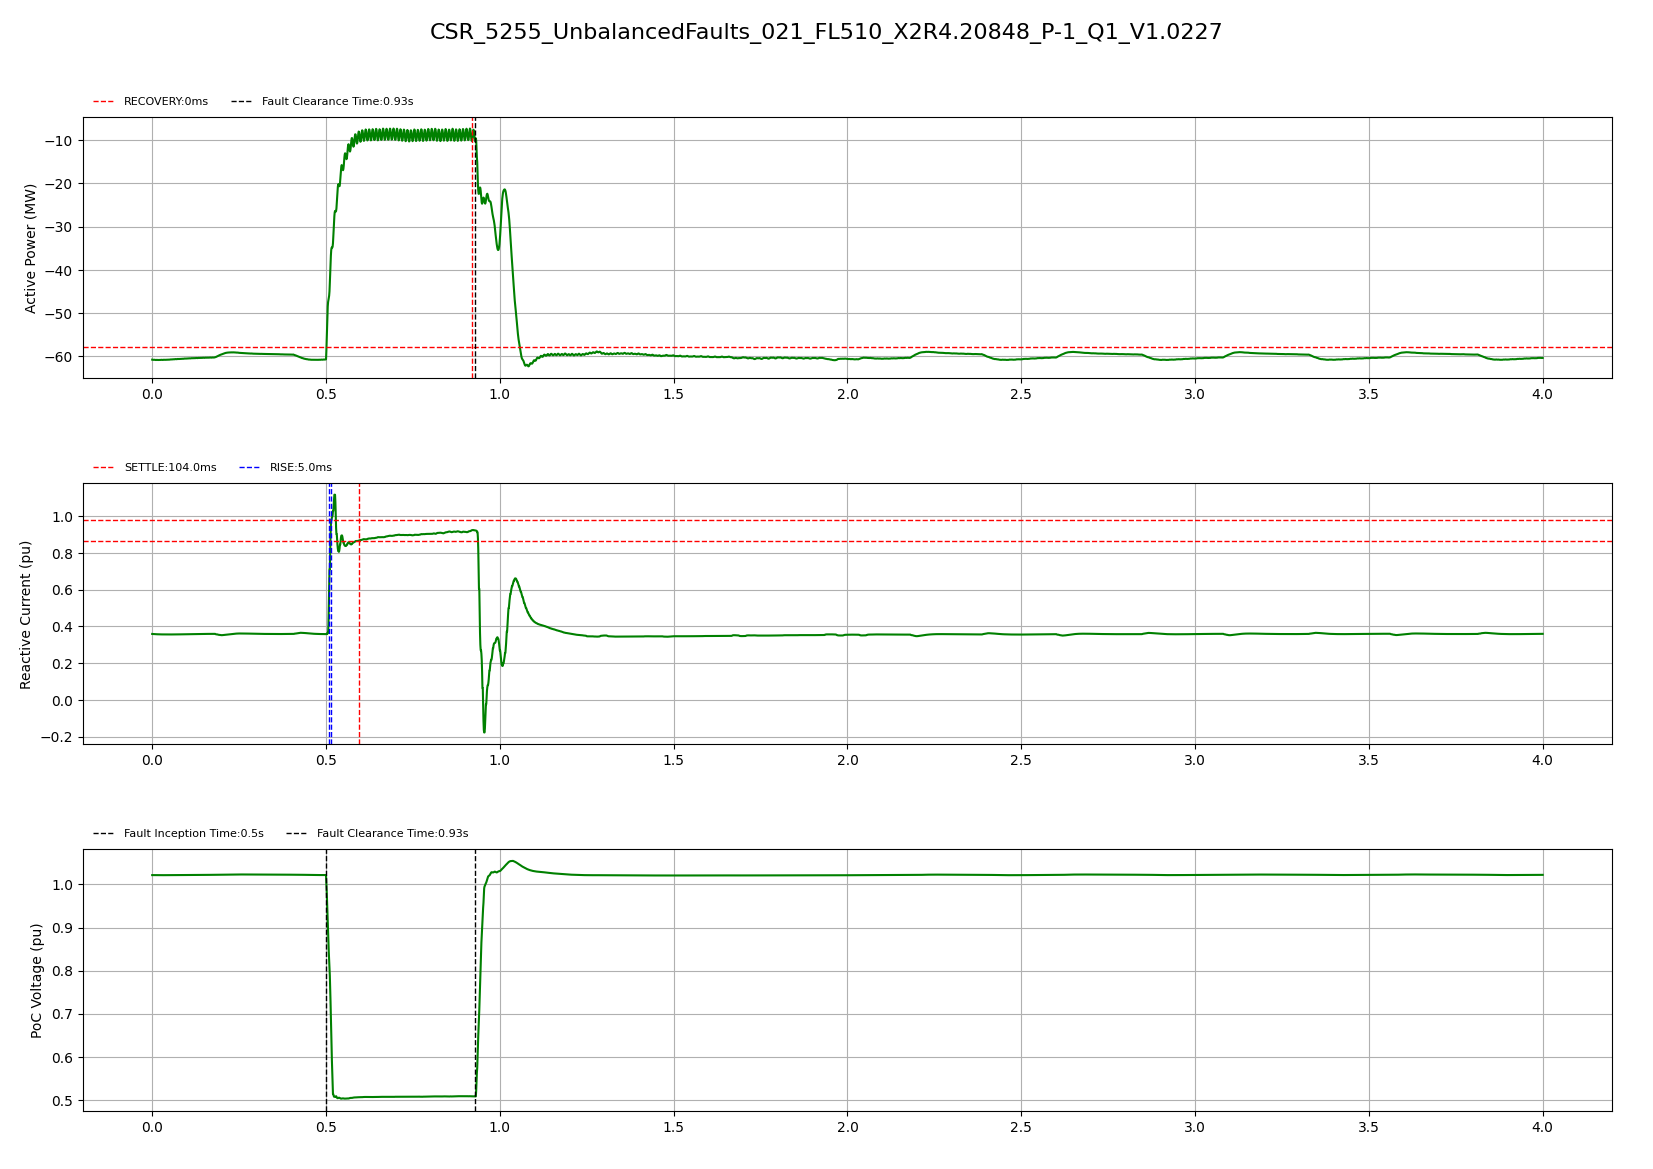 CSR_5255_UnbalancedFaults_021_FL510_X2R4.20848_P-1_Q1_V1.0227
RECOVERY:0ms Fault Clearance Time:0.93s
Active Power (MW)
−10
−20
−30
−40
−50
−60
0.0 0.5 1.0 1.5 2.0 2.5 3.0 3.5 4.0
SETTLE:104.0ms RISE:5.0ms
Reactive Current (pu)
1.0
0.8
0.6
0.4
0.2
0.0
−0.2
0.0 0.5 1.0 1.5 2.0 2.5 3.0 3.5 4.0
Fault Inception Time:0.5s Fault Clearance Time:0.93s
PoC Voltage (pu)
1.0
0.9
0.8
0.7
0.6
0.5
0.0 0.5 1.0 1.5 2.0 2.5 3.0 3.5 4.0